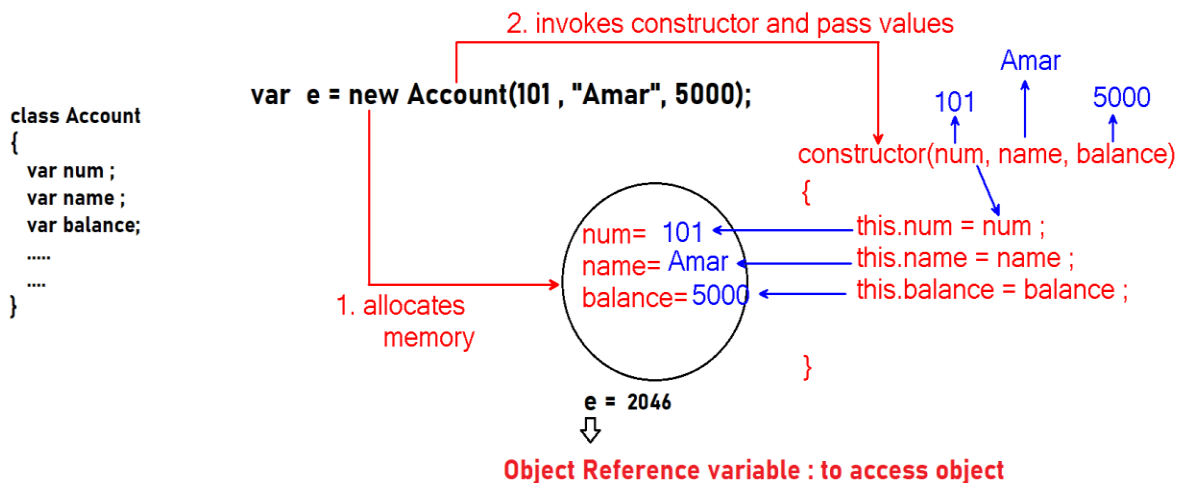 2. invokes constructor and pass values
var e = new Account(101 , "Amar", 5000);
class Account
{
var num ;
var name ;
var balance;
.....
....
}
Amar
101
5000
constructor(num, name, balance)
{
this.num = num ;
this.name = name ;
this.balance = balance ;
}
num= 101
name= Amar
balance= 5000
1. allocates
memory
e = 2046
Object Reference variable : to access object